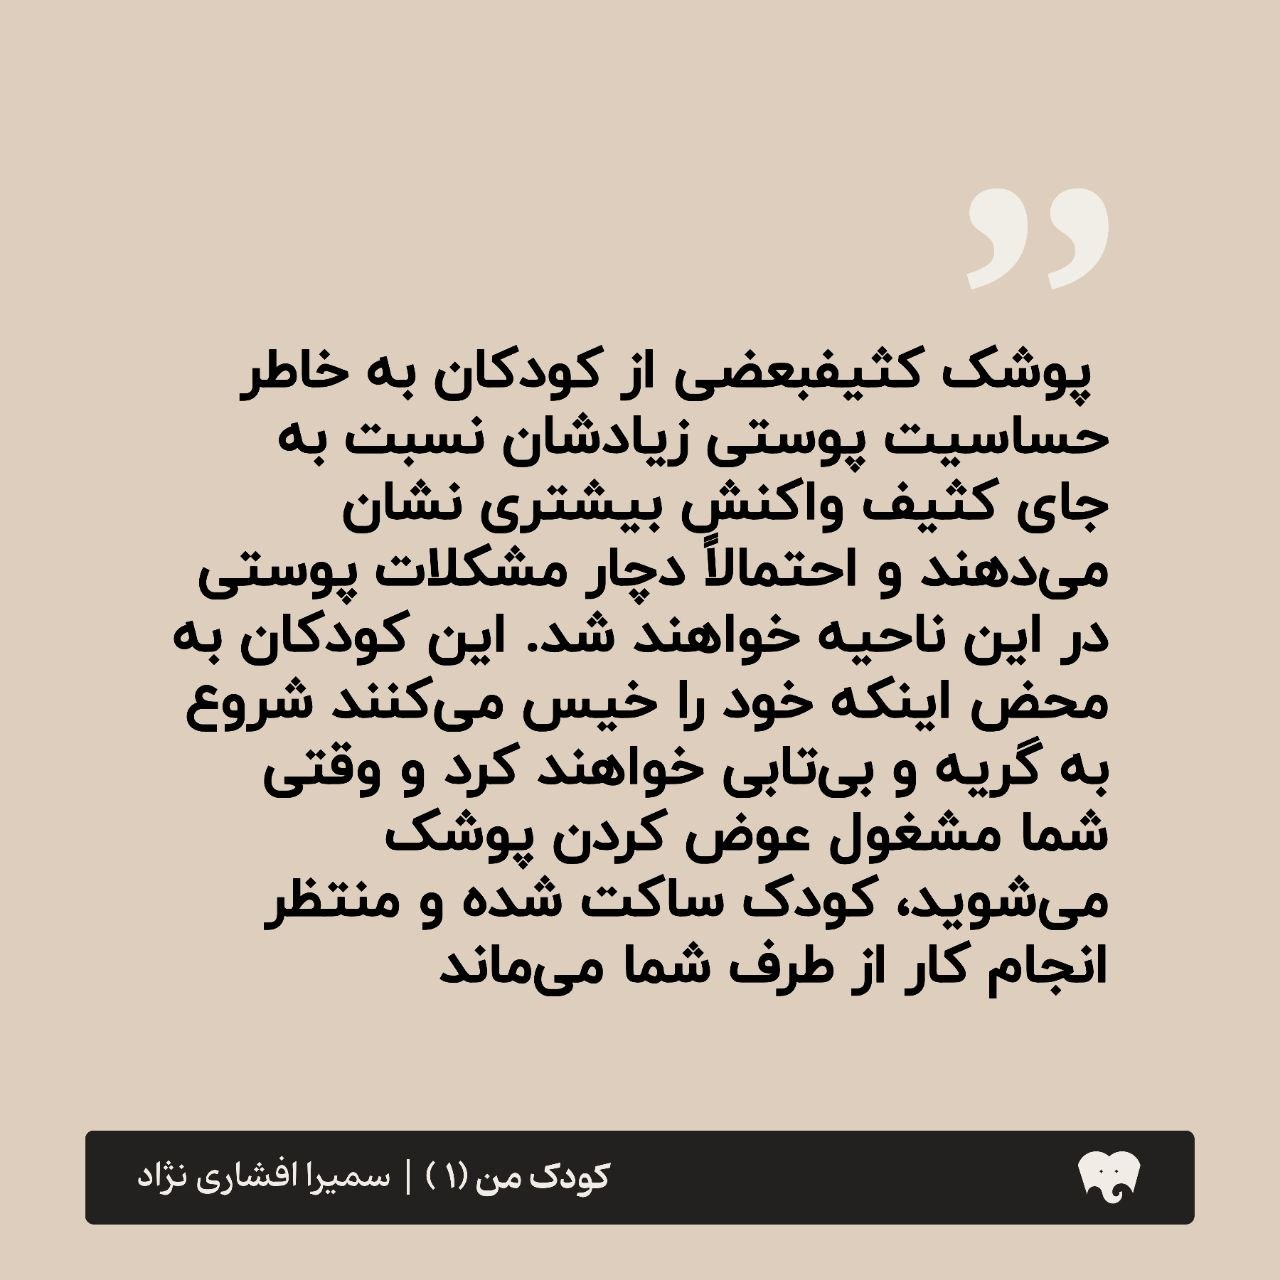 ”
پوشک کثیفبعضی از کودکان به خاطر
حساسیت پوستی زیادشان نسبت به
جای کثیف واکنش بیشتری نشان
می‌دهند و احتمالاً دچار مشکلات پوستی
در این ناحیه خواهند شد. این کودکان به
محض اینکه خود را خیس می‌کنند شروع
به گریه و بی‌تابی خواهند کرد و وقتی
شما مشغول عوض کردن پوشک
می‌شوید، کودک ساکت شده و منتظر
انجام کار از طرف شما می‌ماند
کودک من (۱ ) | سمیرا افشاری نژاد